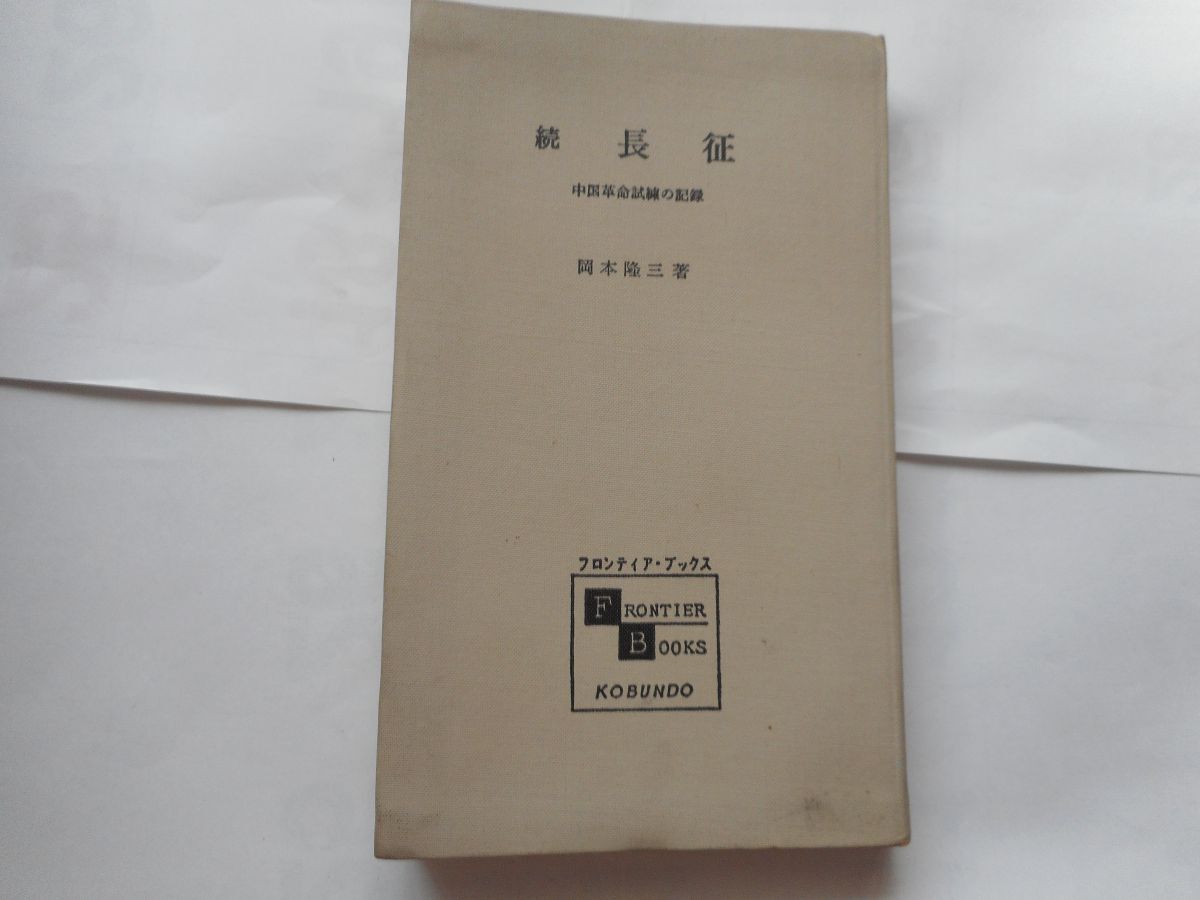 続 長征
中国革命試練の記録
岡本隆三著
フロンティア・ブックス
FRONTIER
BOOKS
KOBUNDO